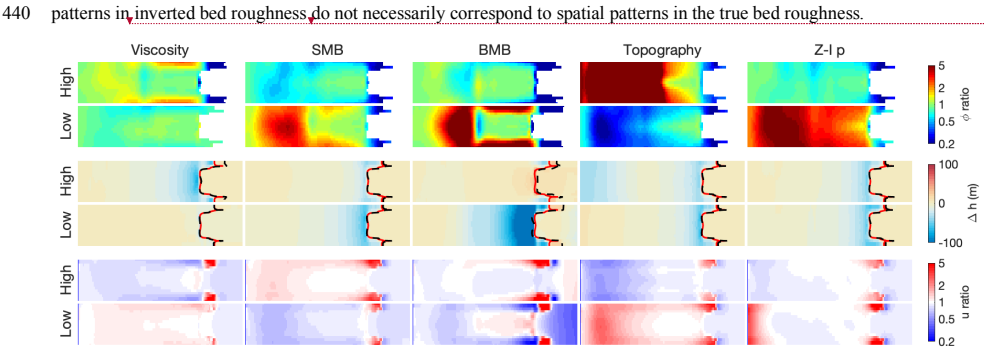 440 patterns in inverted bed roughness do not necessarily correspond to spatial patterns in the true bed roughness.
Viscosity SMB BMB Topography Z-I p
High
Low
5
2
1
0.5
0.2
ϕ ratio
High
Low
100
0
-100
Δ h (m)
High
Low
5
2
1
0.5
0.2
u ratio